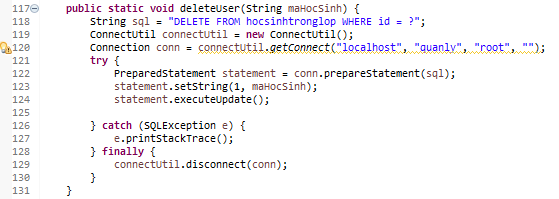 117 public static void deleteUser(String maHocSinh) {
118 String sql = "DELETE FROM hocsinhtronglop WHERE id = ?";
119 ConnectUtil connectUtil = new ConnectUtil();
120 Connection conn = connectUtil.getConnect("localhost", "quanly", "root", "");
121 try {
122 PreparedStatement statement = conn.prepareStatement(sql);
123 statement.setString(1, maHocSinh);
124 statement.executeUpdate();
125
126 } catch (SQLException e) {
127 e.printStackTrace();
128 } finally {
129 connectUtil.disconnect(conn);
130 }
131 }